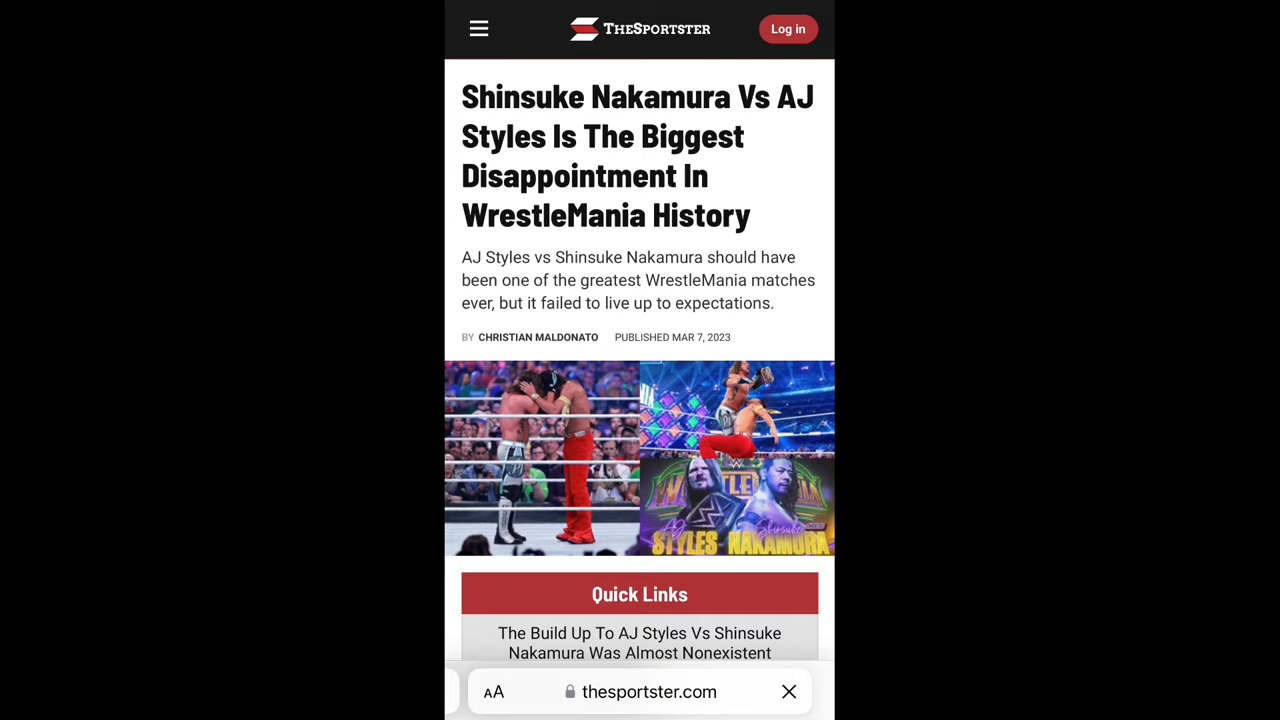 TheSportster
Log in
Shinsuke Nakamura Vs AJ
Styles Is The Biggest
Disappointment In
WrestleMania History
AJ Styles vs Shinsuke Nakamura should have
been one of the greatest WrestleMania matches
ever, but it failed to live up to expectations.
BY CHRISTIAN MALDONATO PUBLISHED MAR 7, 2023
AJ Shinsuke
STYLES NAKAMURA
Quick Links
The Build Up To AJ Styles Vs Shinsuke
Nakamura Was Almost Nonexistent
AA thesportster.com